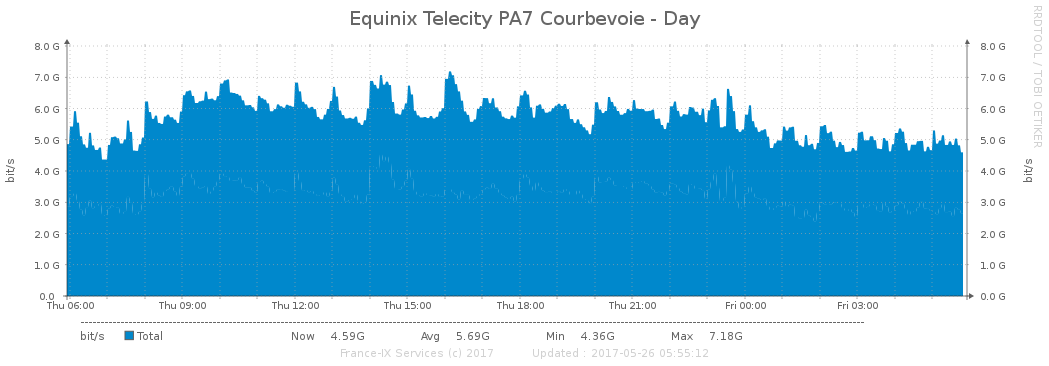 Equinix Telecity PA7 Courbevoie - Day
RRDTOOL / TOBI OETIKER
8.0 G 8.0 G
7.0 G 7.0 G
6.0 G 6.0 G
5.0 G 5.0 G
4.0 G 4.0 G
3.0 G 3.0 G
2.0 G 2.0 G
1.0 G 1.0 G
0.0 0.0 G
bit/s bit/s
Thu 06:00 Thu 09:00 Thu 12:00 Thu 15:00 Thu 18:00 Thu 21:00 Fri 00:00 Fri 03:00
bit/s Total Now 4.59G Avg 5.69G Min 4.36G Max 7.18G
France-IX Services (c) 2017 Updated : 2017-05-26 05:55:12